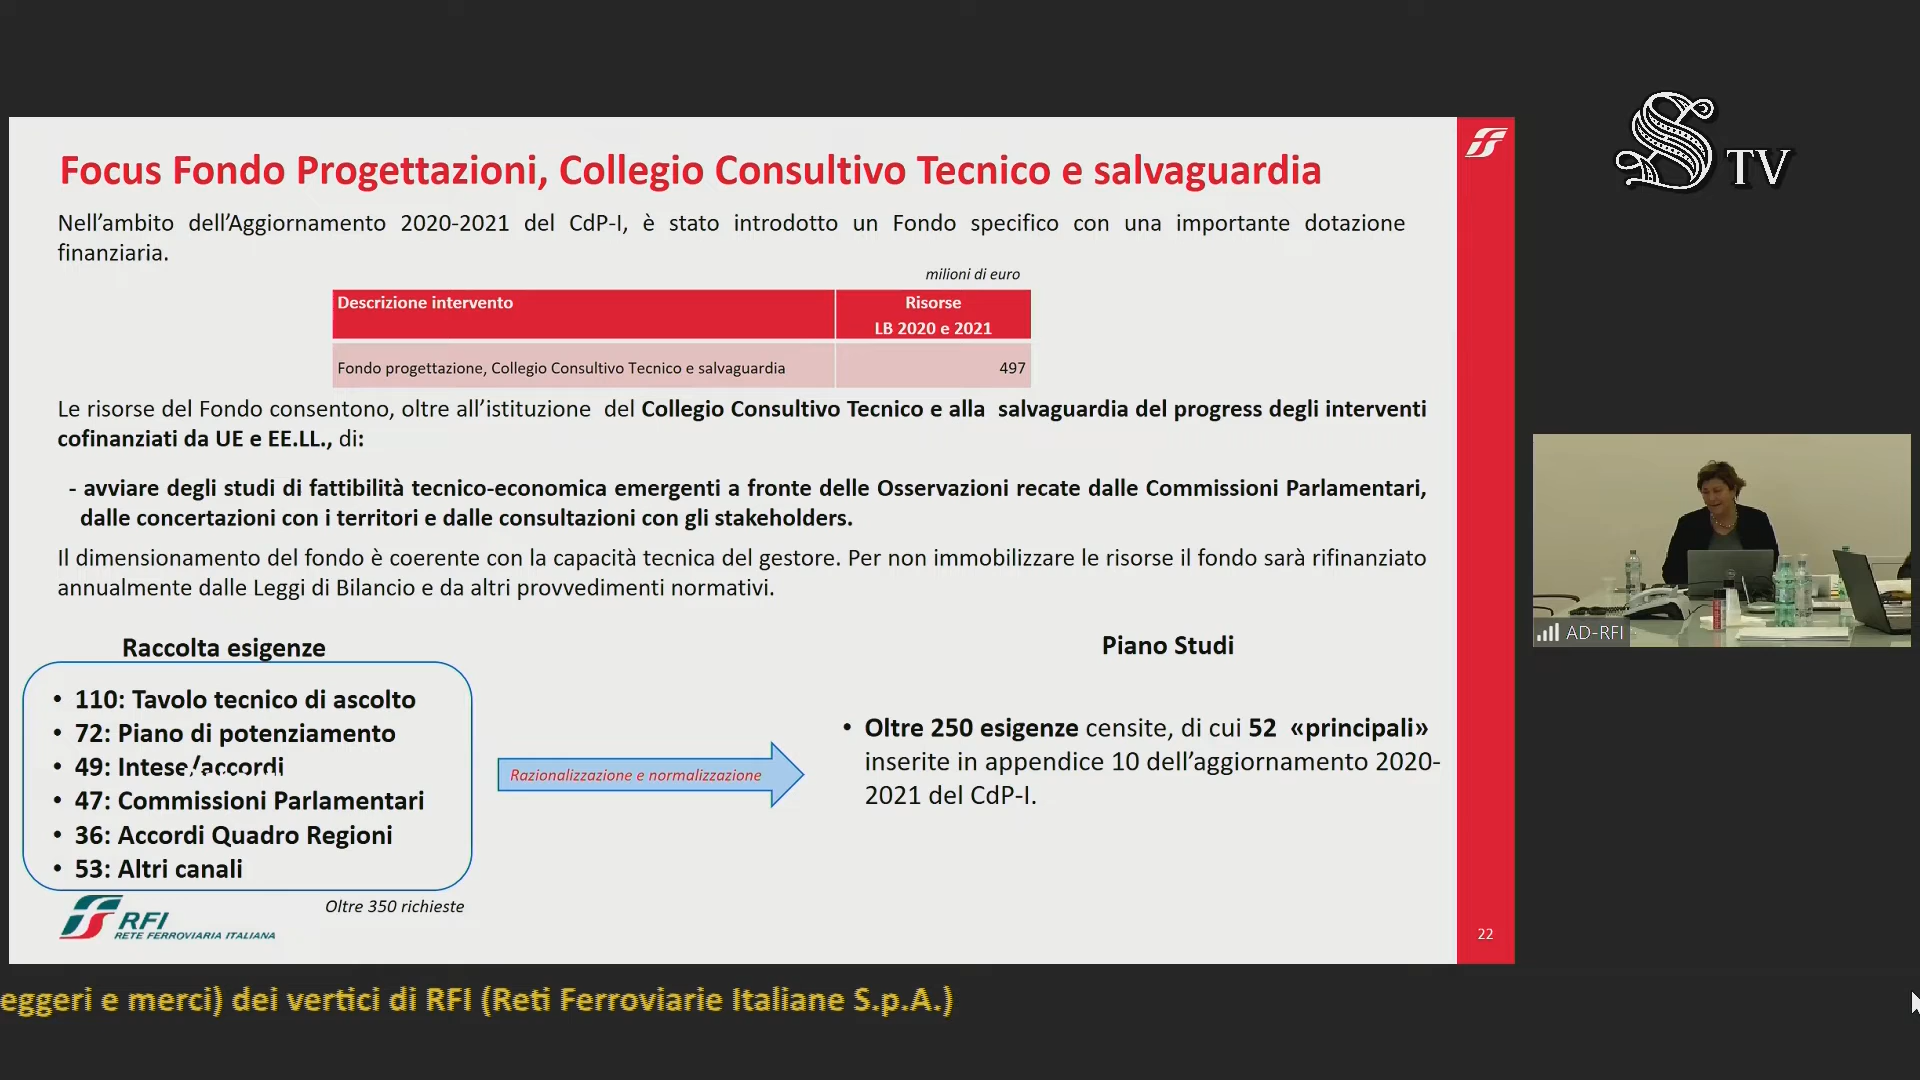 Focus Fondo Progettazioni, Collegio Consultivo Tecnico e salvaguardia
Nell’ambito dell’Aggiornamento 2020-2021 del CdP-I, è stato introdotto un Fondo specifico con una importante dotazione
finanziaria.
milioni di euro
Descrizione intervento
Risorse
LB 2020 e 2021
Fondo progettazione, Collegio Consultivo Tecnico e salvaguardia 497
Le risorse del Fondo consentono, oltre all’istituzione del Collegio Consultivo Tecnico e alla salvaguardia del progress degli interventi
cofinanziati da UE e EE.LL., di:
- avviare degli studi di fattibilità tecnico-economica emergenti a fronte delle Osservazioni recate dalle Commissioni Parlamentari,
dalle concertazioni con i territori e dalle consultazioni con gli stakeholders.
Il dimensionamento del fondo è coerente con la capacità tecnica del gestore. Per non immobilizzare le risorse il fondo sarà rifinanziato
annualmente dalle Leggi di Bilancio e da altri provvedimenti normativi.
Raccolta esigenze
• 110: Tavolo tecnico di ascolto
• 72: Piano di potenziamento
• 49: Intese/accordi
• 47: Commissioni Parlamentari
• 36: Accordi Quadro Regioni
• 53: Altri canali
Oltre 350 richieste
Razionalizzazione e normalizzazione
Piano Studi
• Oltre 250 esigenze censite, di cui 52 «principali»
inserite in appendice 10 dell’aggiornamento 2020-
2021 del CdP-I.
RFI
RETE FERROVIARIA ITALIANA
22
S TV
AD-RFI
eggeri e merci) dei vertici di RFI (Reti Ferroviarie Italiane S.p.A.)